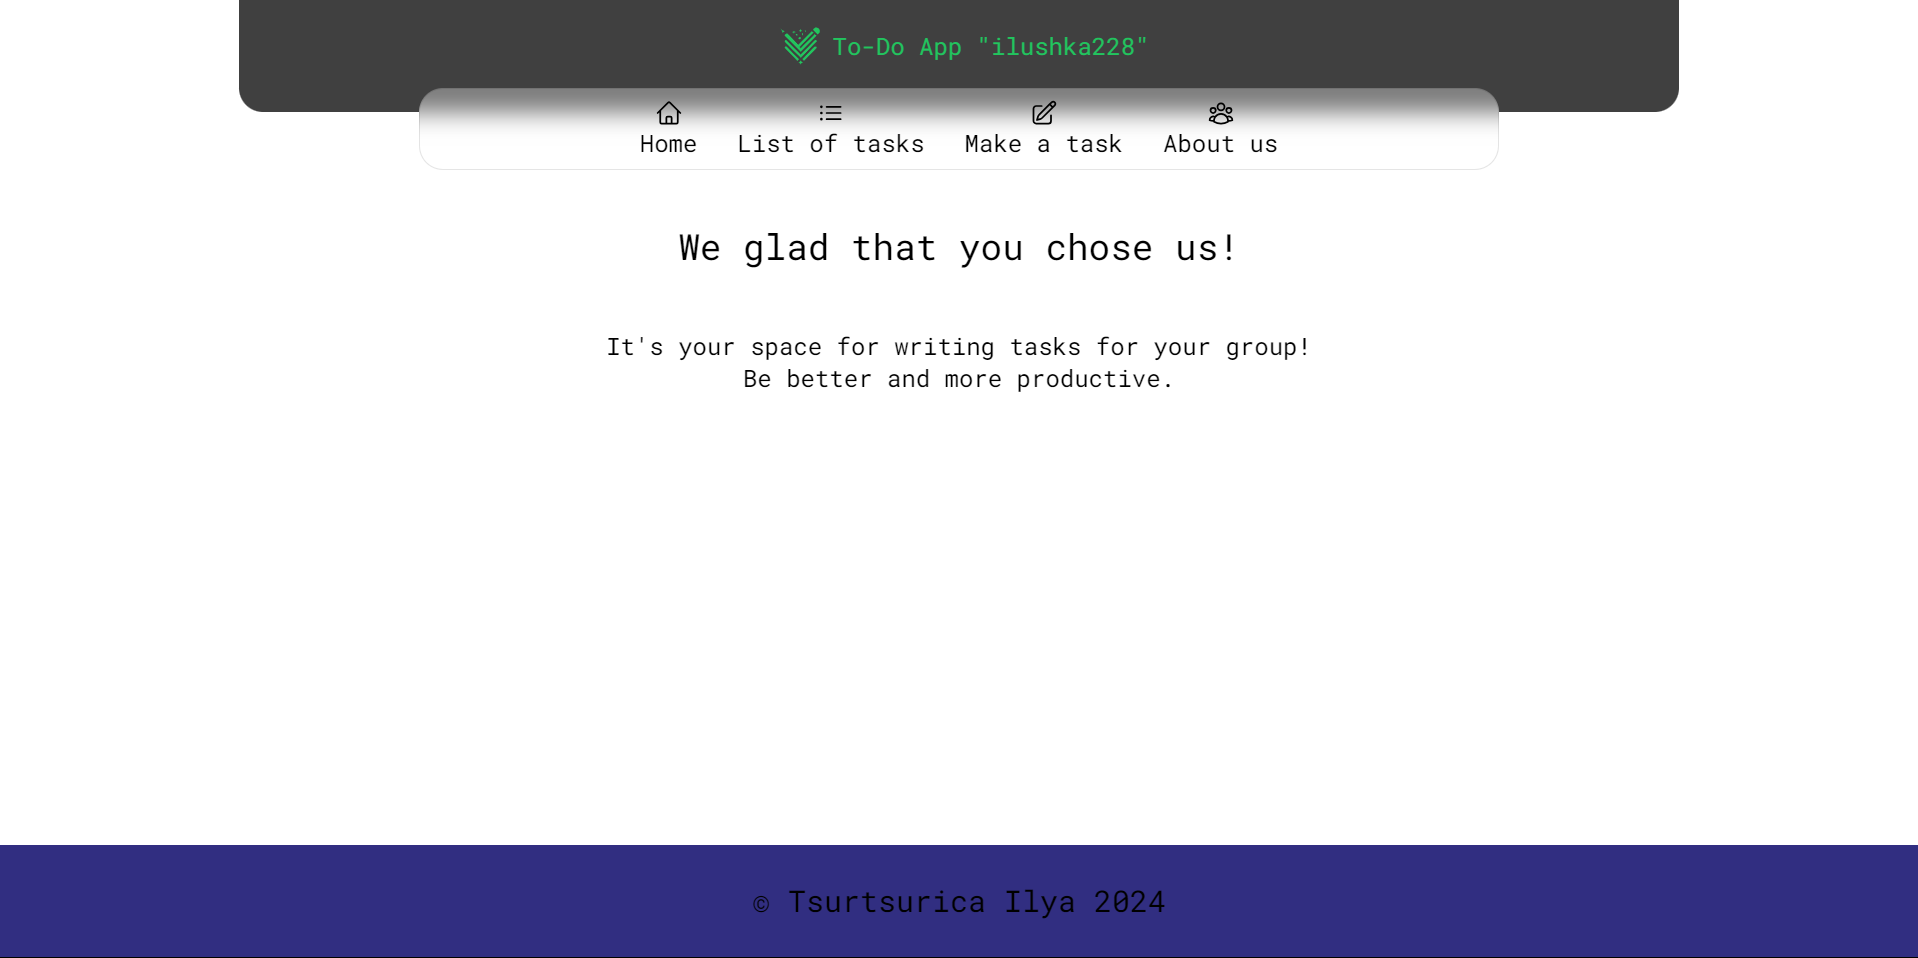 To-Do App "ilushka228"
Home
List of tasks
Make a task
About us
We glad that you chose us!
It's your space for writing tasks for your group!
Be better and more productive.
© Tsurtsurica Ilya 2024